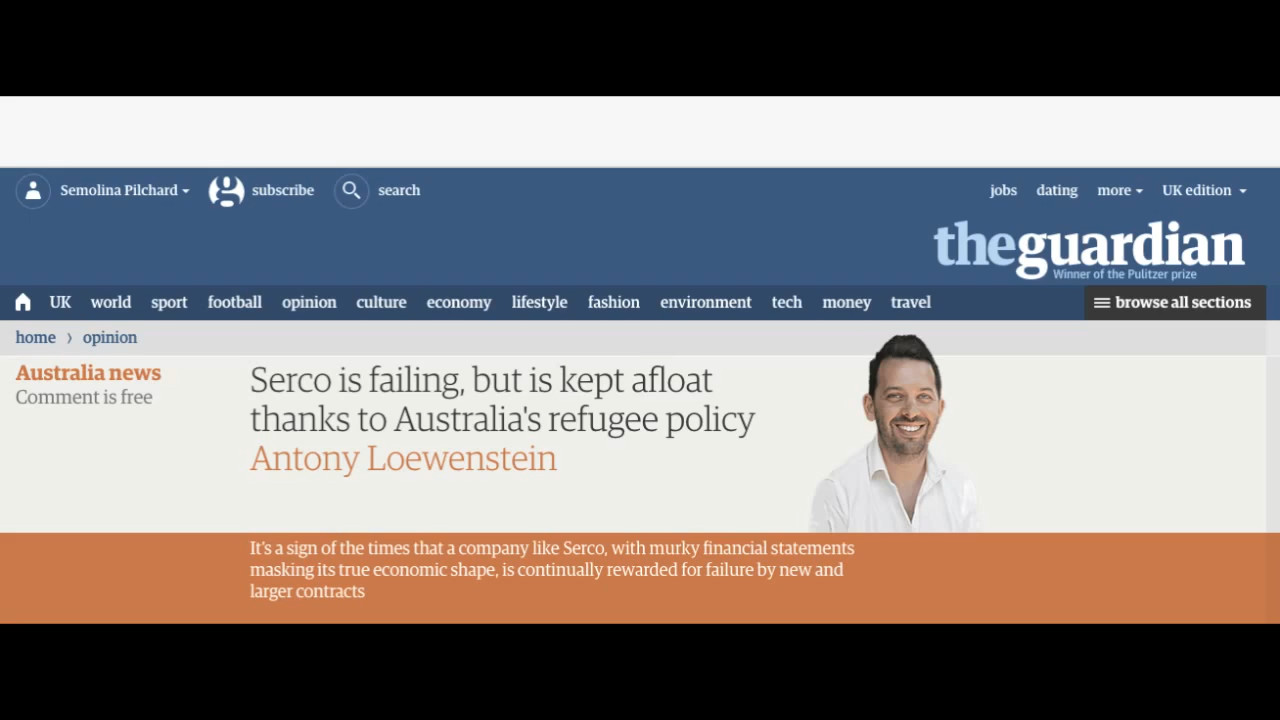 Semolina Pilchard subscribe search jobs dating more UK edition
theguardian
Winner of the Pulitzer prize
UK world sport football opinion culture economy lifestyle fashion environment tech money travel browse all sections
home › opinion
Australia news
Comment is free
Serco is failing, but is kept afloat
thanks to Australia's refugee policy
Antony Loewenstein
It's a sign of the times that a company like Serco, with murky financial statements
masking its true economic shape, is continually rewarded for failure by new and
larger contracts